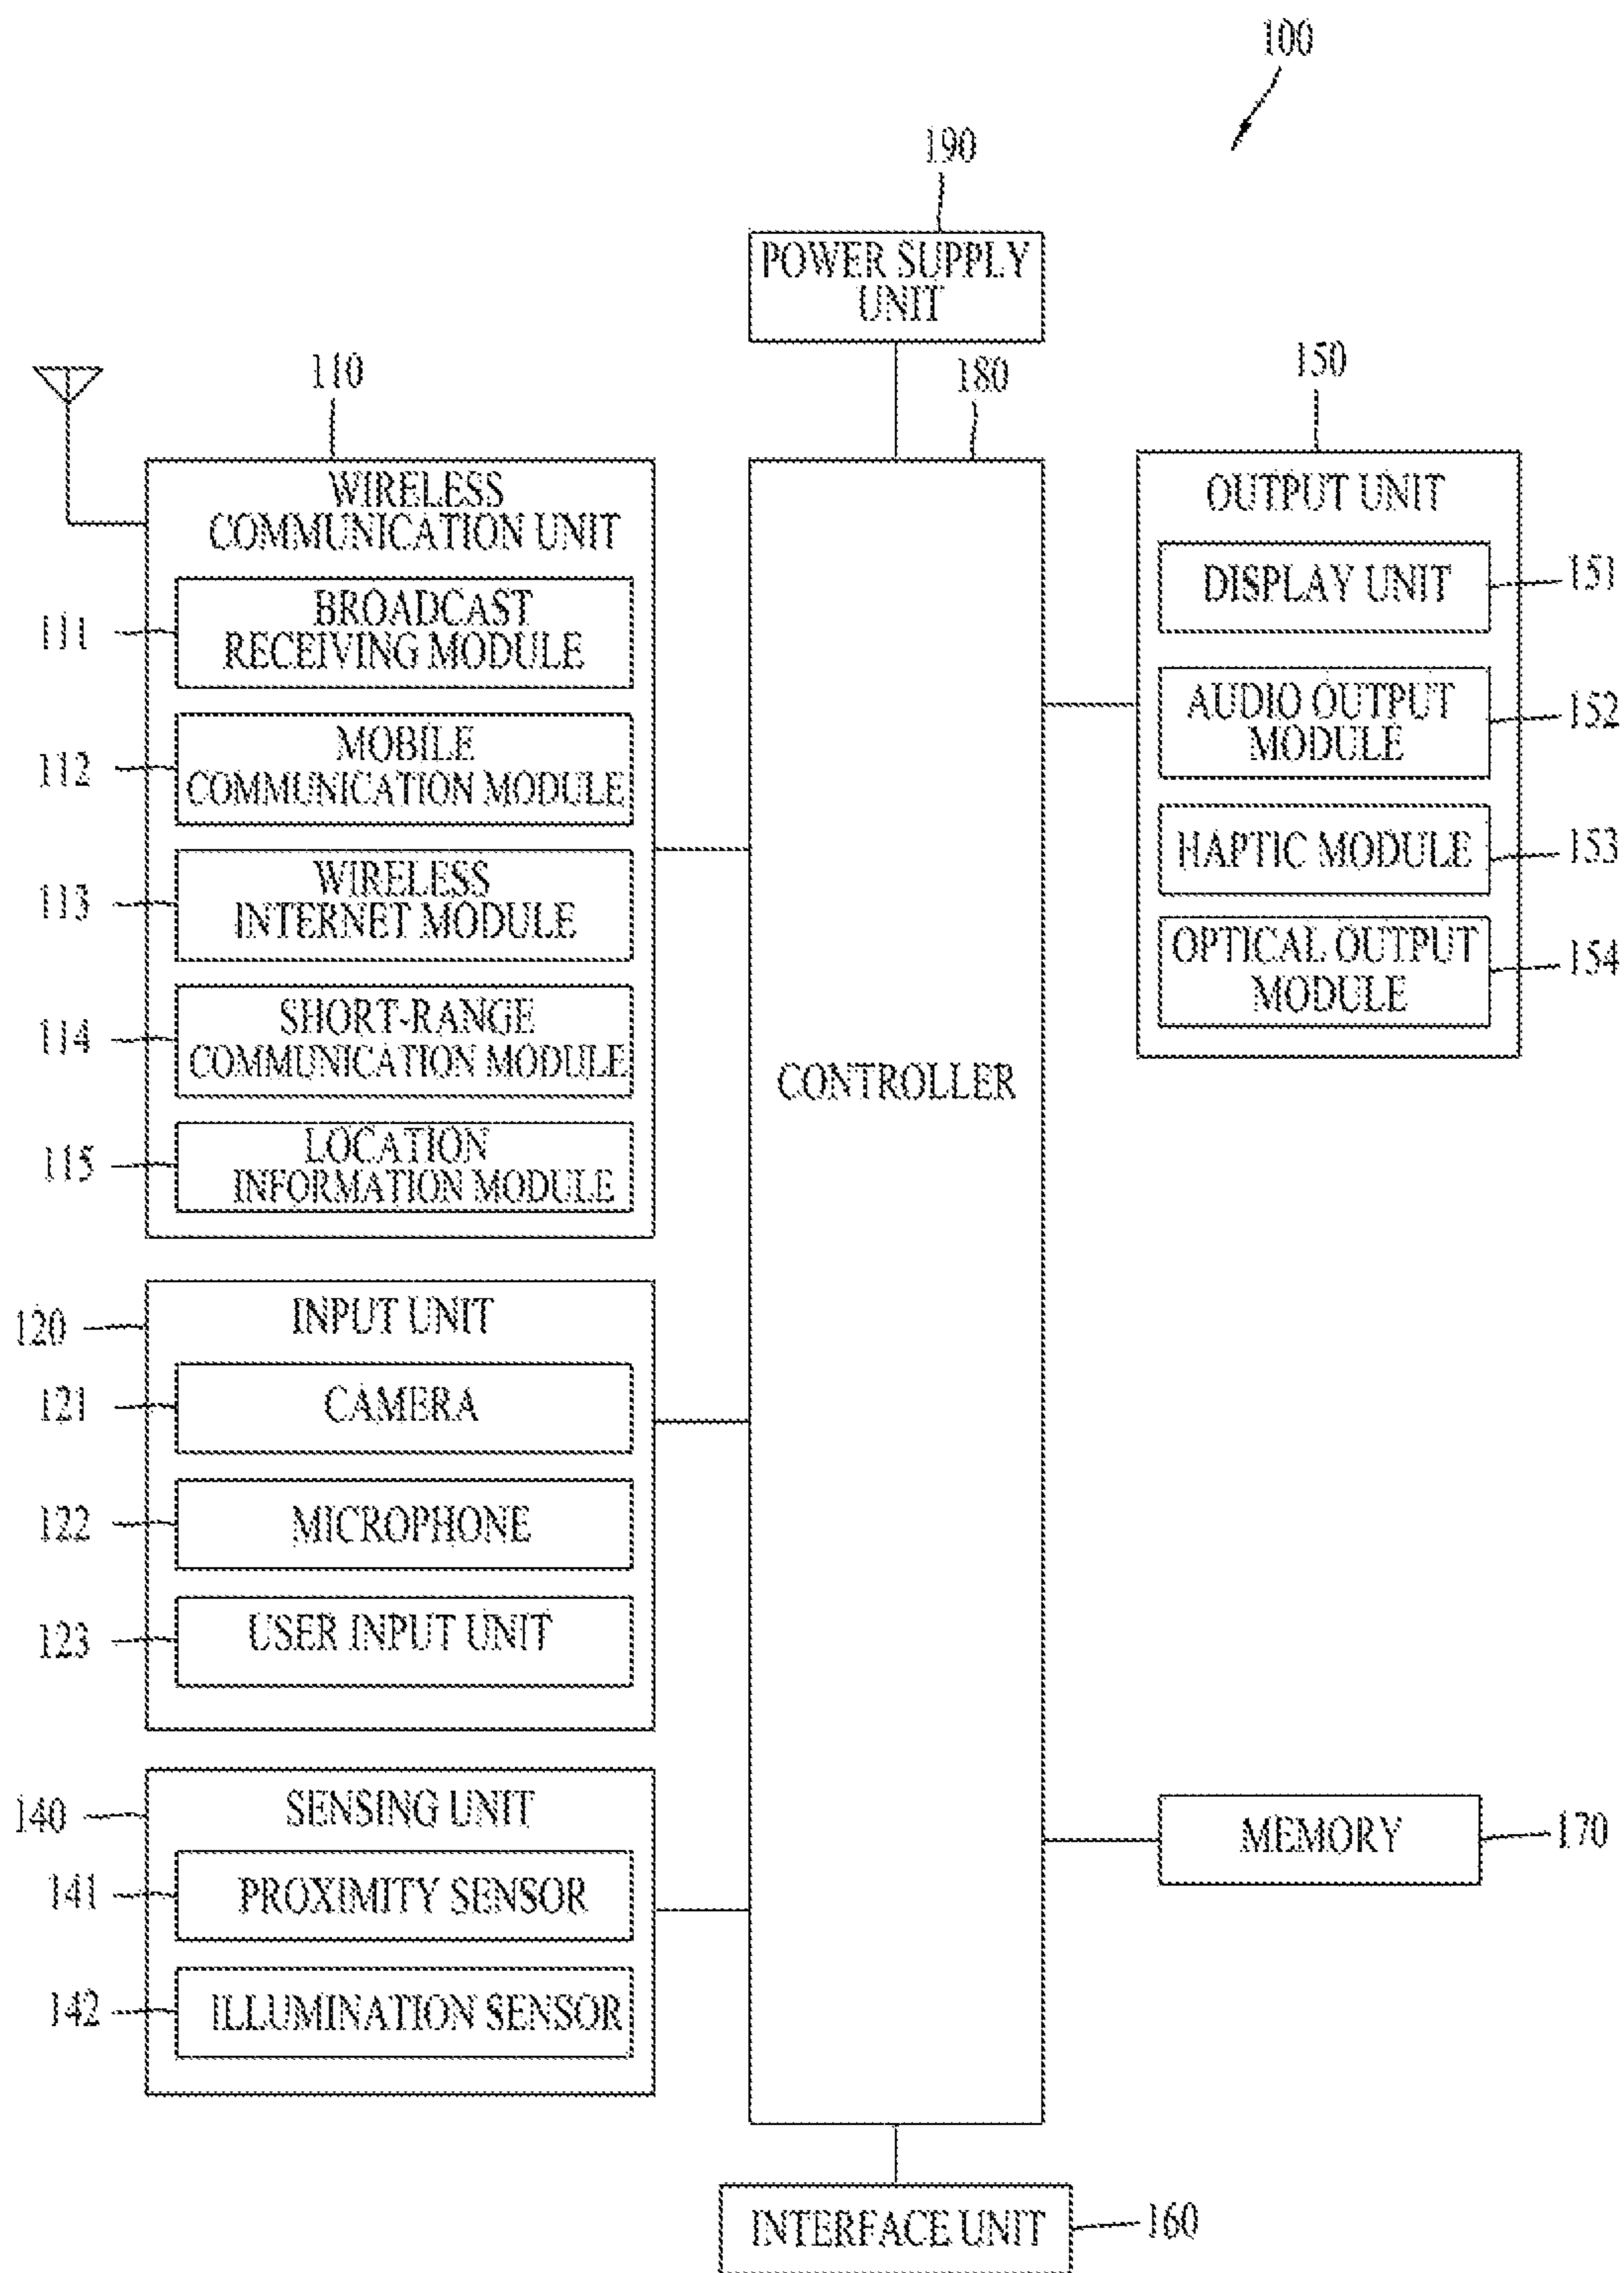 100
190
POWER SUPPLY
UNIT
110
180
150
WIRELESS
COMMUNICATION UNIT
111
BROADCAST
RECEIVING MODULE
112
MOBILE
COMMUNICATION MODULE
113
WIRELESS
INTERNET MODULE
114
SHORT-RANGE
COMMUNICATION MODULE
115
LOCATION
INFORMATION MODULE
120
INPUT UNIT
121
CAMERA
122
MICROPHONE
123
USER INPUT UNIT
140
SENSING UNIT
141
PROXIMITY SENSOR
142
ILLUMINATION SENSOR
CONTROLLER
OUTPUT UNIT
DISPLAY UNIT
151
AUDIO OUTPUT
MODULE
152
HAPTIC MODULE
153
OPTICAL OUTPUT
MODULE
154
MEMORY
170
INTERFACE UNIT
160